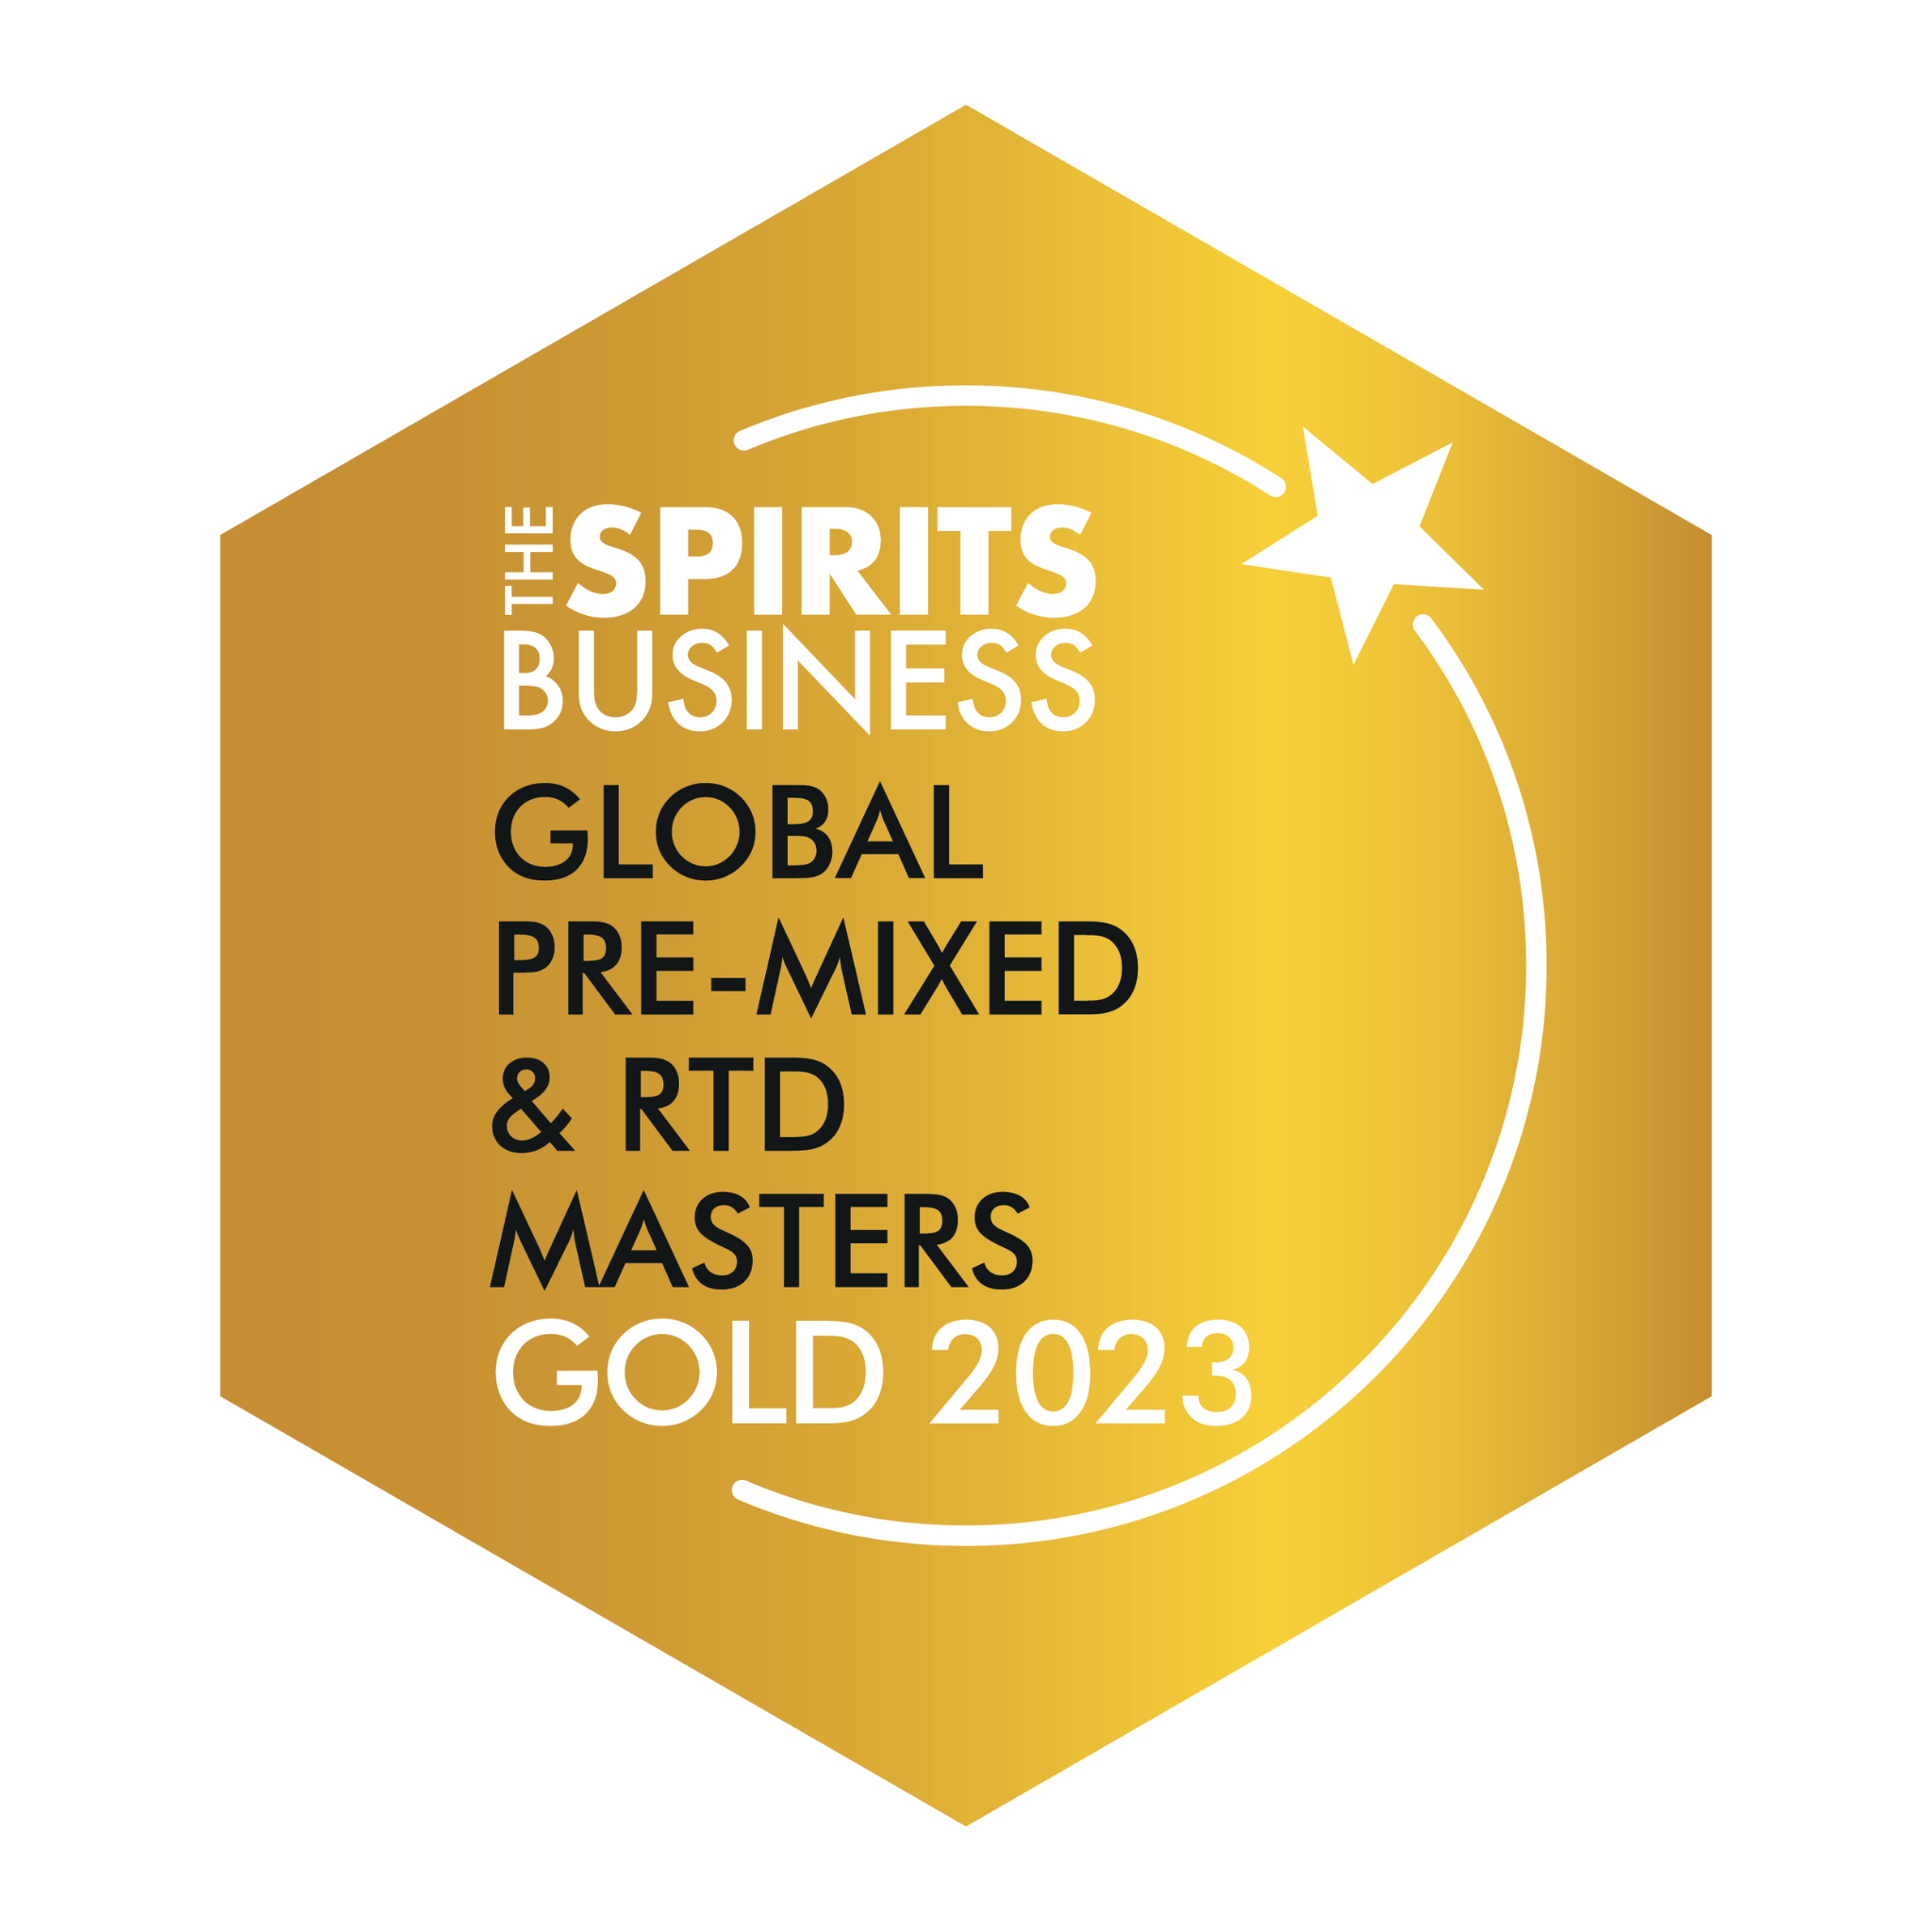 THE SPIRITS
BUSINESS
GLOBAL
PRE-MIXED
& RTD
MASTERS
GOLD 2023